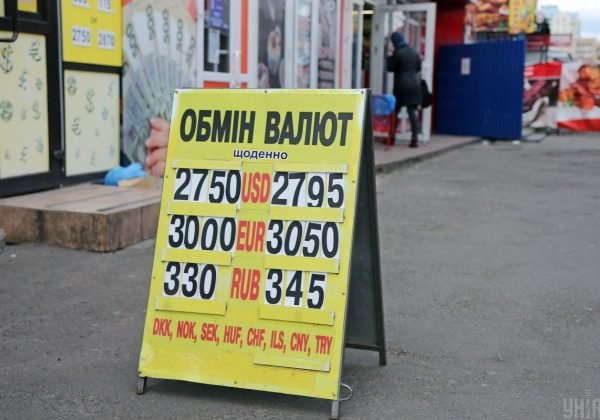 ОБМІН ВАЛЮТ
щоденно
2750 USD 2795
3000 EUR 3050
330 RUB 345
DKK, NOK, SEK, HUF, CHF, ILS, CNY, TRY
УНІАН